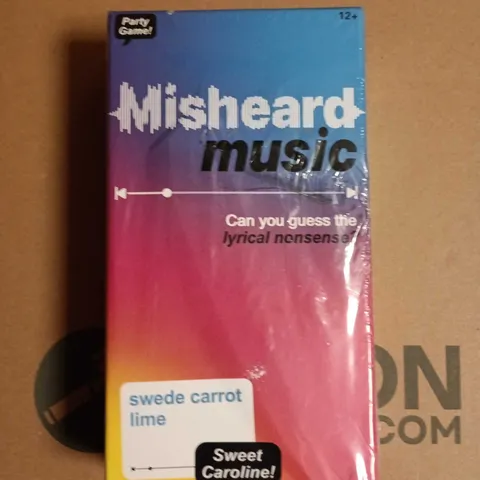 Party
Game!
12+
Misheard
music
Can you guess the
lyrical nonsense?
swede carrot
lime
Sweet
Caroline!
ON
COM